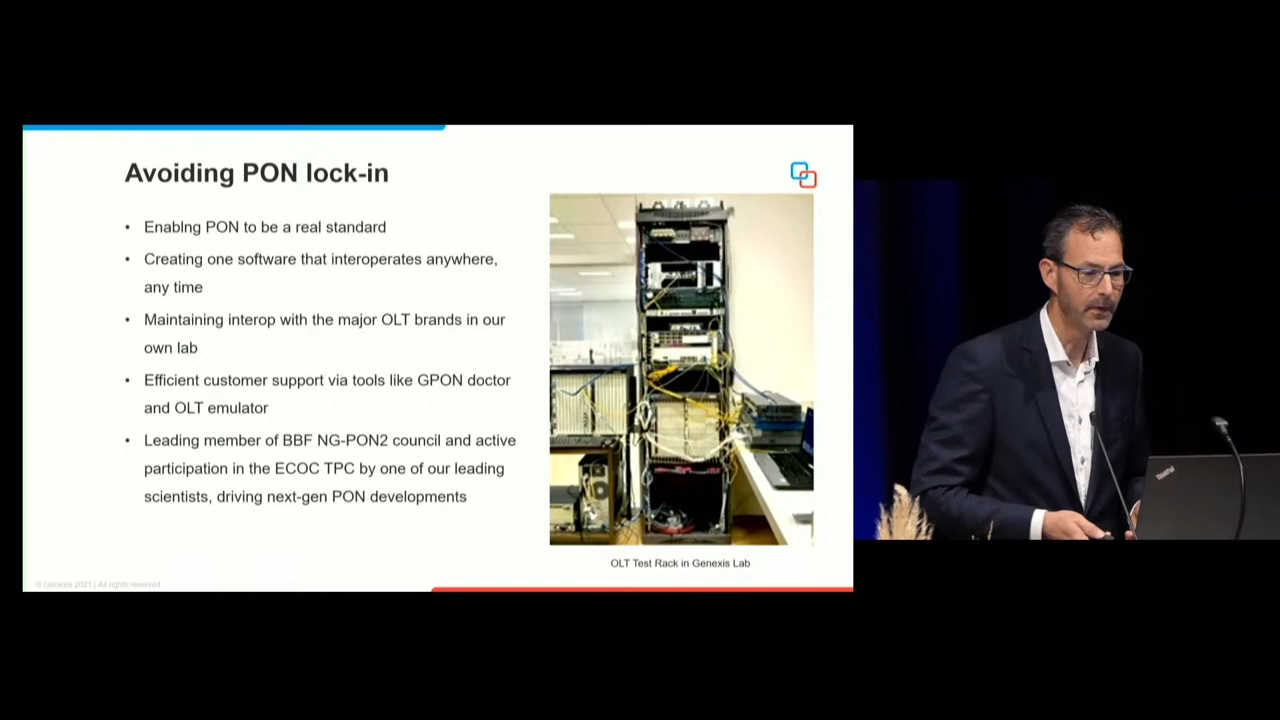 Avoiding PON lock-in
• Enablng PON to be a real standard
• Creating one software that interoperates anywhere,
any time
• Maintaining interop with the major OLT brands in our
own lab
• Efficient customer support via tools like GPON doctor
and OLT emulator
• Leading member of BBF NG-PON2 council and active
participation in the ECOC TPC by one of our leading
scientists, driving next-gen PON developments
OLT Test Rack in Genexis Lab
© Genexis 2021 | All rights reserved
ThinkPad